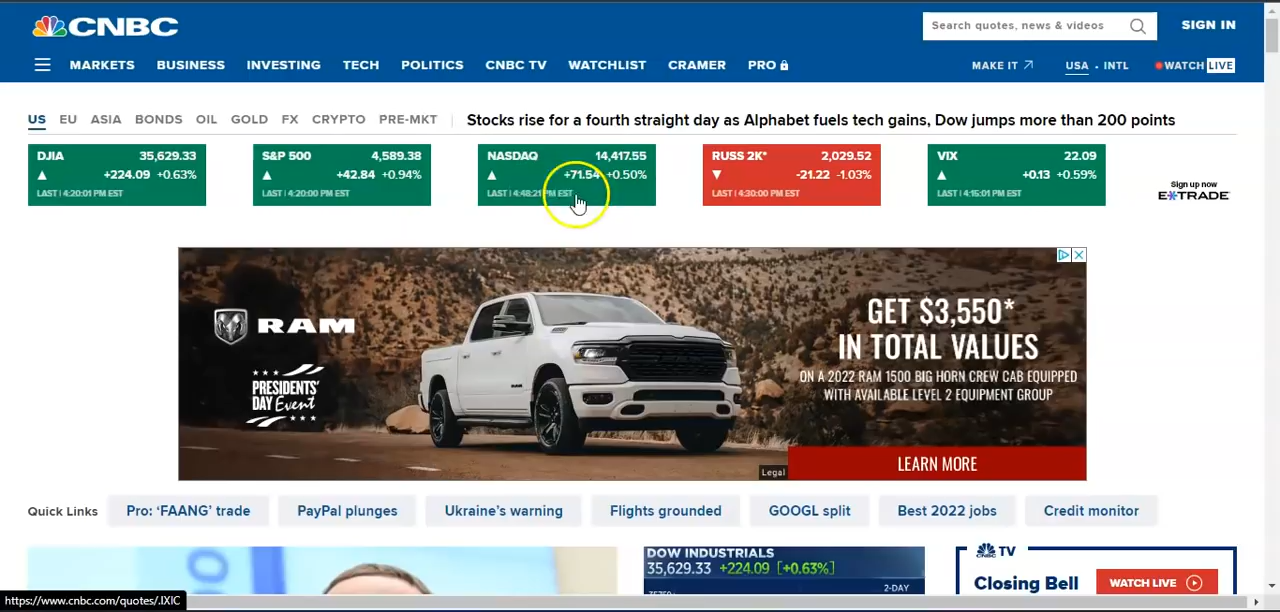 CNBC
Search quotes, news & videos
SIGN IN
MARKETS BUSINESS INVESTING TECH POLITICS CNBC TV WATCHLIST CRAMER PRO
MAKE IT USA • INTL WATCH LIVE
US EU ASIA BONDS OIL GOLD FX CRYPTO PRE-MKT
Stocks rise for a fourth straight day as Alphabet fuels tech gains, Dow jumps more than 200 points
DJIA 35,629.33
+224.09 +0.63%
LAST | 4:20:01 PM EST
S&P 500 4,589.38
+42.84 +0.94%
LAST | 4:20:00 PM EST
NASDAQ 14,417.55
+71.54 +0.50%
LAST | 4:48:21 PM EST
RUSS 2K* 2,029.52
-21.22 -1.03%
LAST | 4:30:00 PM EST
VIX 22.09
+0.13 +0.59%
LAST | 4:15:01 PM EST
Sign up now
E*TRADE
RAM
PRESIDENTS'
DAY Event
GET $3,550*
IN TOTAL VALUES
ON A 2022 RAM 1500 BIG HORN CREW CAB EQUIPPED
WITH AVAILABLE LEVEL 2 EQUIPMENT GROUP
Legal
LEARN MORE
Quick Links
Pro: ‘FAANG’ trade
PayPal plunges
Ukraine’s warning
Flights grounded
GOOGL split
Best 2022 jobs
Credit monitor
DOW INDUSTRIALS
35,629.33 +224.09 [+0.63%]
2-DAY
TV
Closing Bell
WATCH LIVE
https://www.cnbc.com/quotes/.IXIC